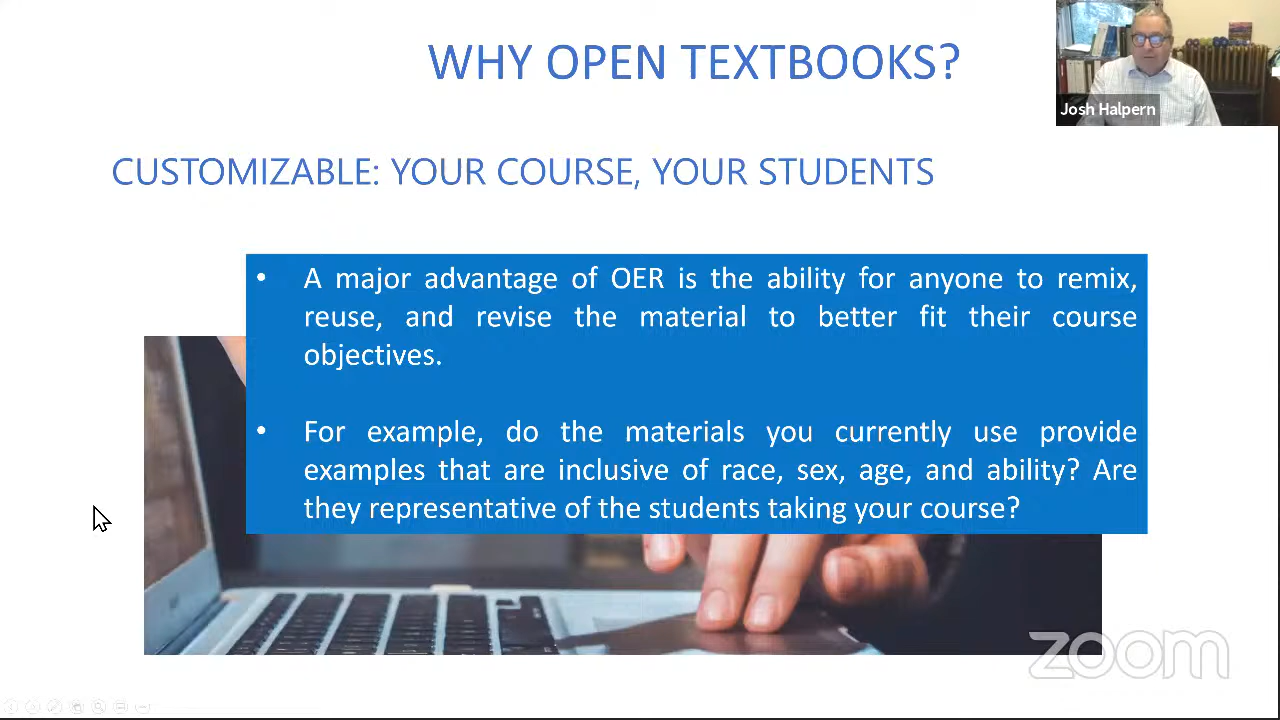 WHY OPEN TEXTBOOKS?
Josh Halpern
CUSTOMIZABLE: YOUR COURSE, YOUR STUDENTS
• A major advantage of OER is the ability for anyone to remix,
reuse, and revise the material to better fit their course
objectives.
• For example, do the materials you currently use provide
examples that are inclusive of race, sex, age, and ability? Are
they representative of the students taking your course?
zoom